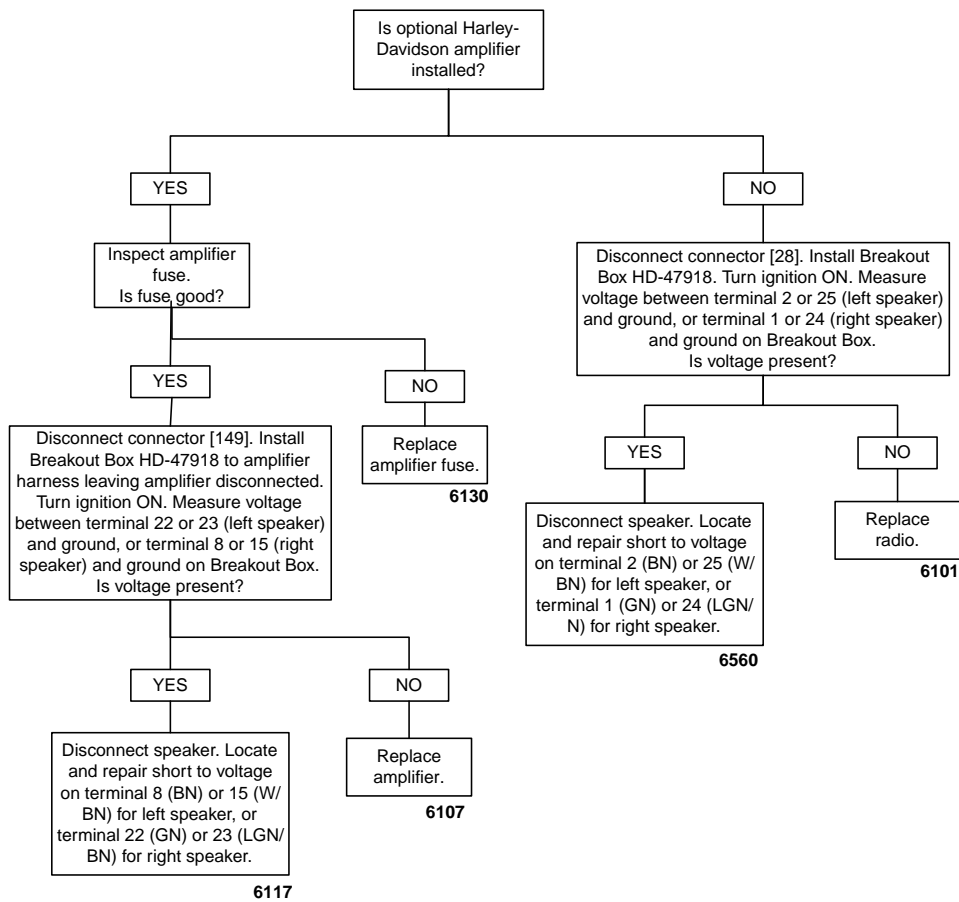 Is optional Harley-
Davidson amplifier
installed?
YES
NO
Inspect amplifier
fuse.
Is fuse good?
Disconnect connector [28]. Install Breakout
Box HD-47918. Turn ignition ON. Measure
voltage between terminal 2 or 25 (left speaker)
and ground, or terminal 1 or 24 (right speaker)
and ground on Breakout Box.
Is voltage present?
YES
NO
Disconnect connector [149]. Install
Breakout Box HD-47918 to amplifier
harness leaving amplifier disconnected.
Turn ignition ON. Measure voltage
between terminal 22 or 23 (left speaker)
and ground, or terminal 8 or 15 (right
speaker) and ground on Breakout Box.
Is voltage present?
Replace
amplifier fuse.
6130
YES
NO
Disconnect speaker. Locate
and repair short to voltage
on terminal 2 (BN) or 25 (W/
BN) for left speaker, or
terminal 1 (GN) or 24 (LGN/
N) for right speaker.
6560
Replace
radio.
6101
YES
NO
Disconnect speaker. Locate
and repair short to voltage
on terminal 8 (BN) or 15 (W/
BN) for left speaker, or
terminal 22 (GN) or 23 (LGN/
BN) for right speaker.
6117
Replace
amplifier.
6107